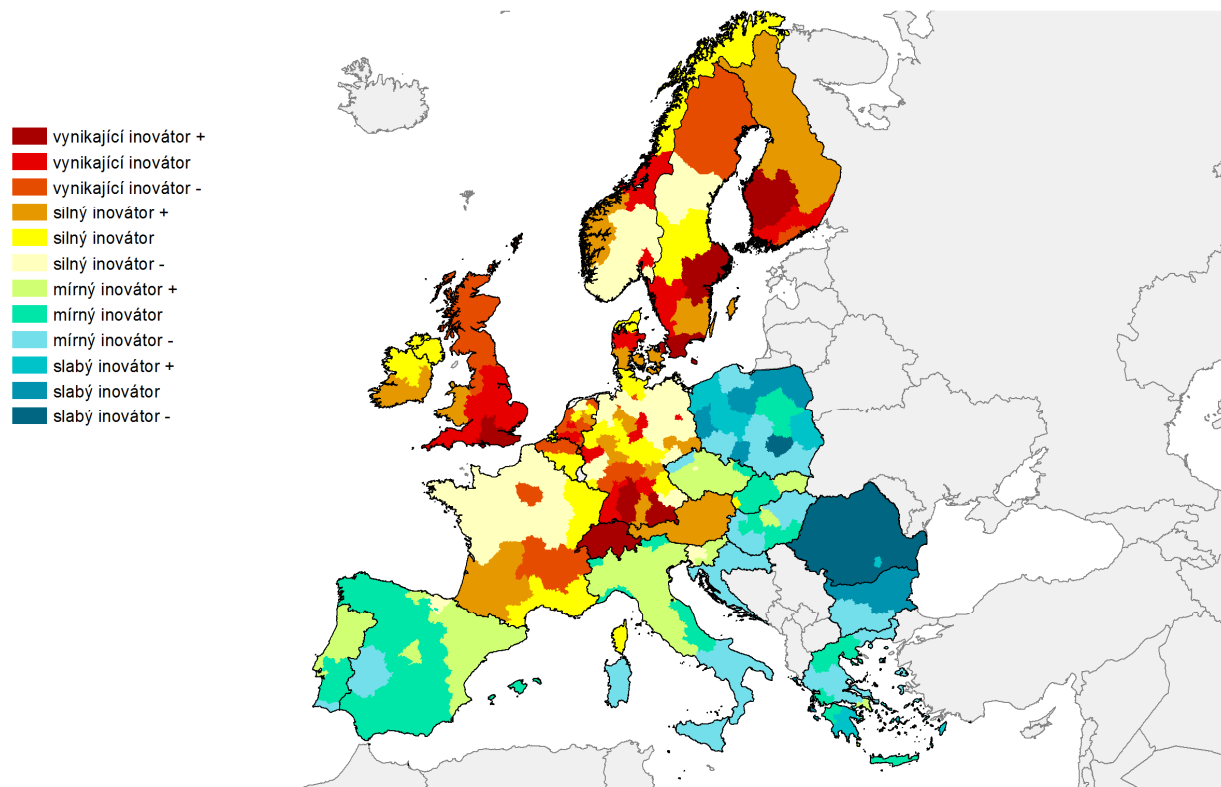 vynikající inovátor +
vynikající inovátor
vynikající inovátor -
silný inovátor +
silný inovátor
silný inovátor -
mírný inovátor +
mírný inovátor
mírný inovátor -
slabý inovátor +
slabý inovátor
slabý inovátor -